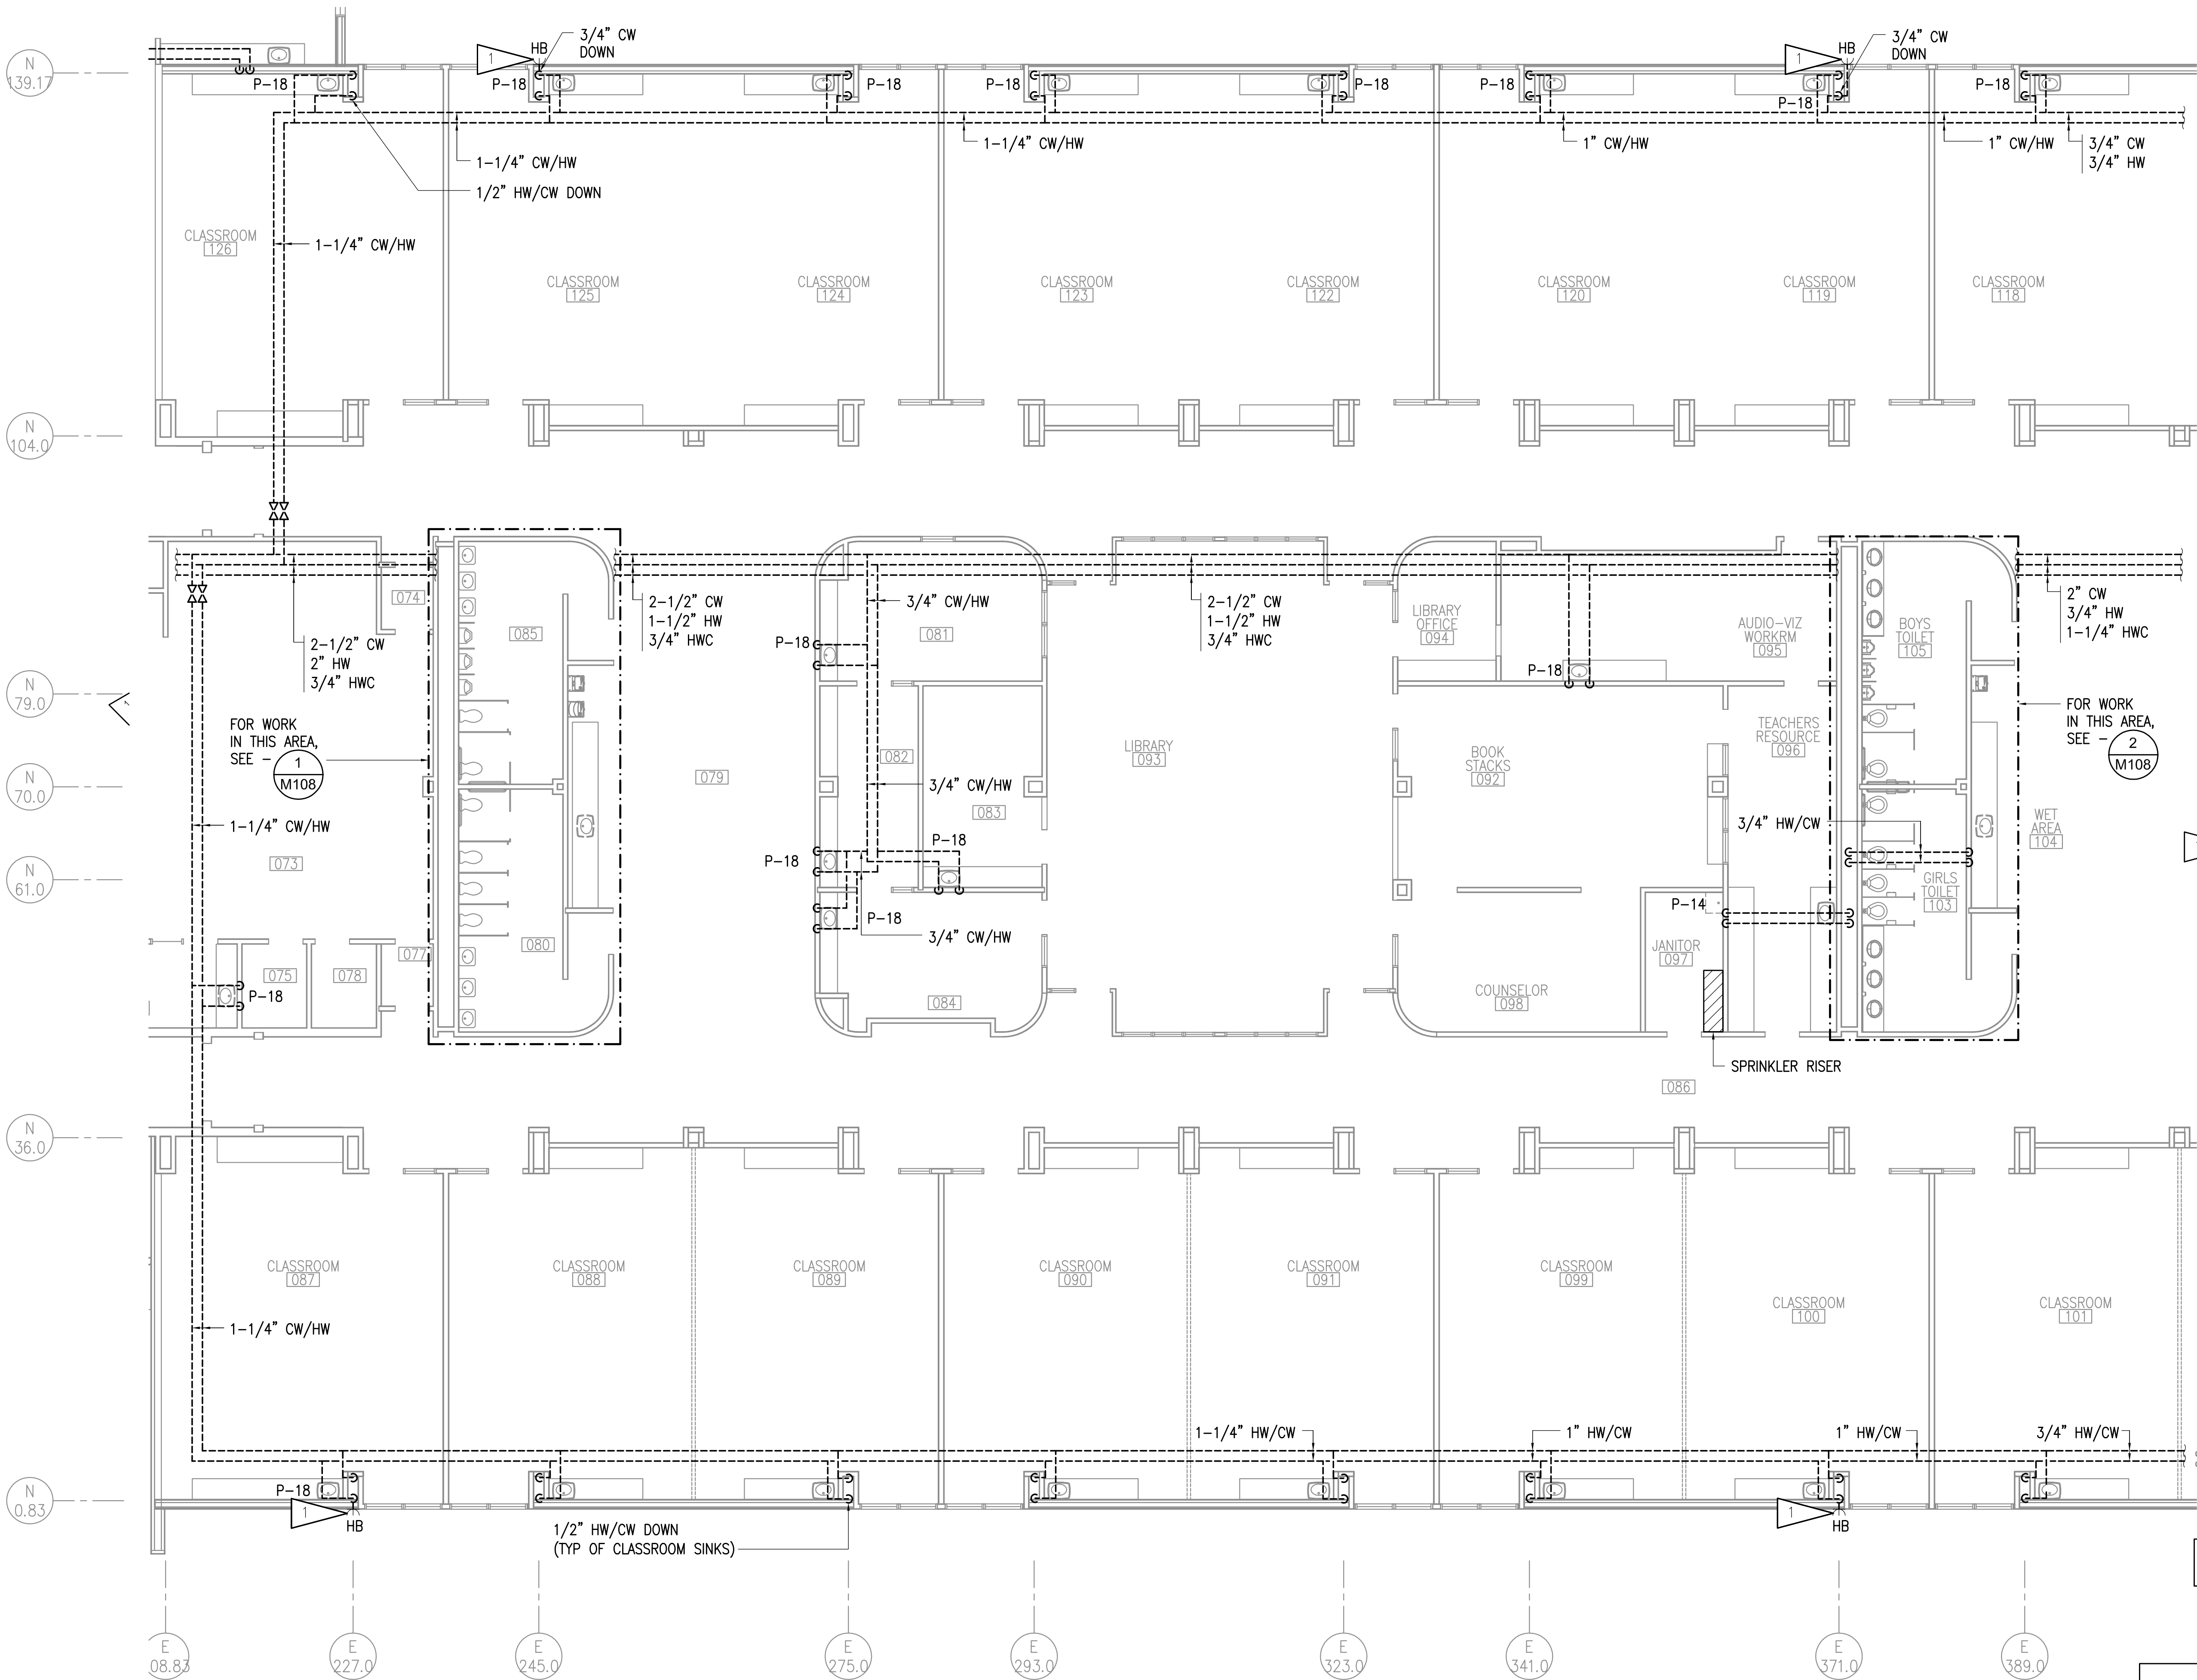 N
139.17
HB
3/4" CW
DOWN
1
P-18
P-18
P-18
P-18
P-18
P-18
HB
3/4" CW
DOWN
1
P-18
P-18
1-1/4" CW/HW
1/2" HW/CW DOWN
1-1/4" CW/HW
1" CW/HW
1" CW/HW
3/4" CW
3/4" HW
CLASSROOM
126
1-1/4" CW/HW
CLASSROOM
125
CLASSROOM
124
CLASSROOM
123
CLASSROOM
122
CLASSROOM
120
CLASSROOM
119
CLASSROOM
118
N
104.0
074
085
2-1/2" CW
2" HW
3/4" HWC
2-1/2" CW
1-1/2" HW
3/4" HWC
3/4" CW/HW
081
P-18
2-1/2" CW
1-1/2" HW
3/4" HWC
LIBRARY
OFFICE
094
AUDIO-VIZ
WORKRM
095
P-18
BOYS
TOILET
105
2" CW
3/4" HW
1-1/4" HWC
N
79.0
FOR WORK
IN THIS AREA,
SEE -
1
M108
FOR WORK
IN THIS AREA,
SEE -
2
M108
N
70.0
079
082
3/4" CW/HW
083
LIBRARY
093
BOOK
STACKS
092
TEACHERS
RESOURCE
096
3/4" HW/CW
WET
AREA
104
1-1/4" CW/HW
073
P-18
P-18
N
61.0
GIRLS
TOILET
103
P-18
3/4" CW/HW
P-14
JANITOR
097
077
080
075
078
P-18
084
COUNSELOR
098
SPRINKLER RISER
086
N
36.0
CLASSROOM
087
CLASSROOM
088
CLASSROOM
089
CLASSROOM
090
CLASSROOM
091
CLASSROOM
099
CLASSROOM
100
CLASSROOM
101
1-1/4" CW/HW
1-1/4" HW/CW
1" HW/CW
1" HW/CW
3/4" HW/CW
N
0.83
P-18
1
HB
1
HB
1/2" HW/CW DOWN
(TYP OF CLASSROOM SINKS)
E
08.83
E
227.0
E
245.0
E
275.0
E
293.0
E
323.0
E
341.0
E
371.0
E
389.0